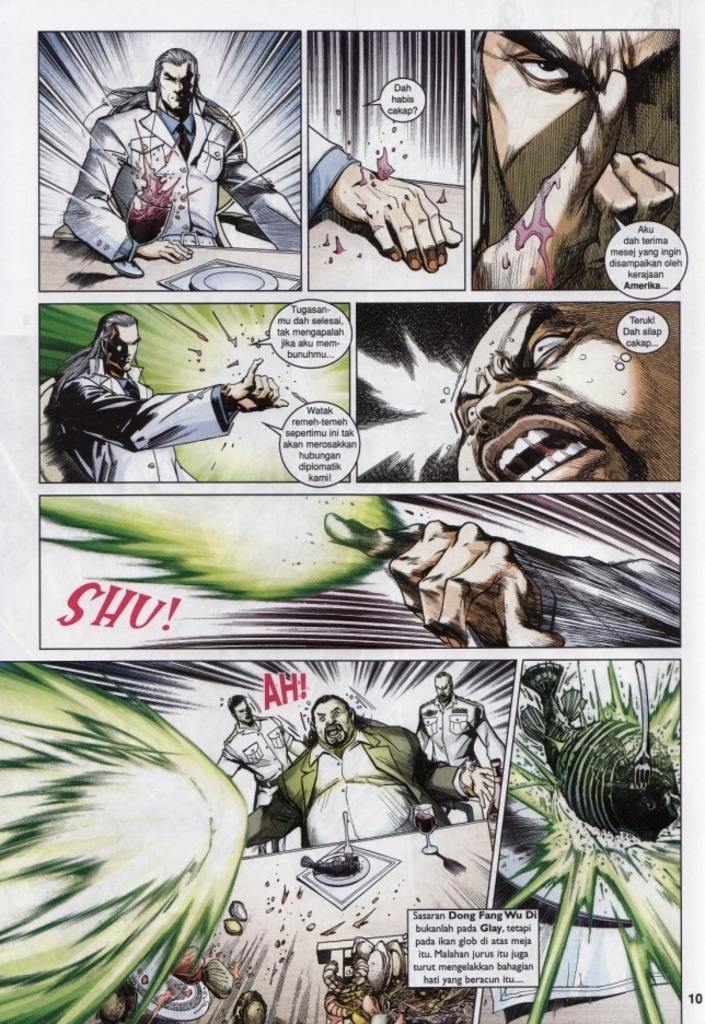 Dah
habis
cakap?
Aku
dah terima
mesej yang ingin
disampaikan oleh
kerajaan
Amerika...
Tugasan-
mu dah selesai,
tak mengapalah
jika aku mem-
bunuhmu...
Watak
remeh-temeh
sepertimu ini tak
akan merosakkan
hubungan
diplomatik
kami!
Teruk!
Dah silap
cakap...
SHU!
AH!
Sasaran Dong Fang Wu Di
bukanlah pada Glay, tetapi
pada ikan glob di atas meja
itu. Malahan jurus itu juga
turut mengelakkan bahagian
hati yang beracun itu....
10